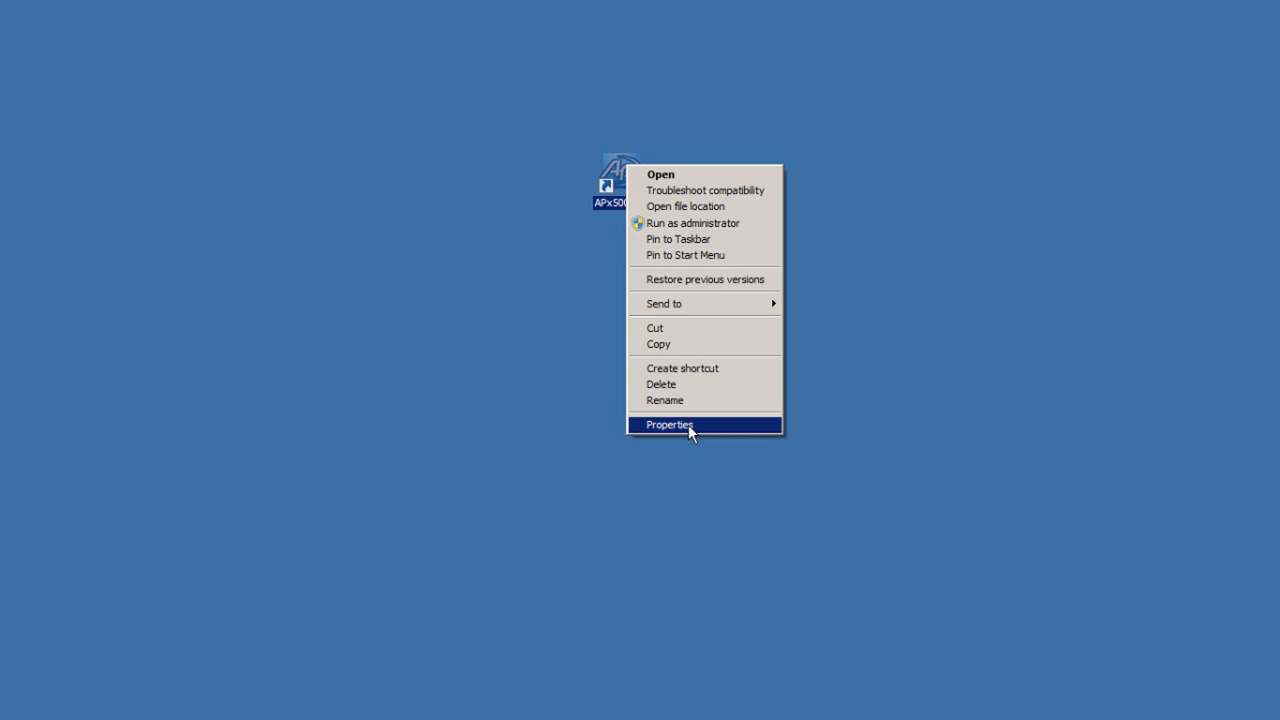 Open
APx500
Troubleshoot compatibility
Open file location
Run as administrator
Pin to Taskbar
Pin to Start Menu
Restore previous versions
Send to
Cut
Copy
Create shortcut
Delete
Rename
Properties